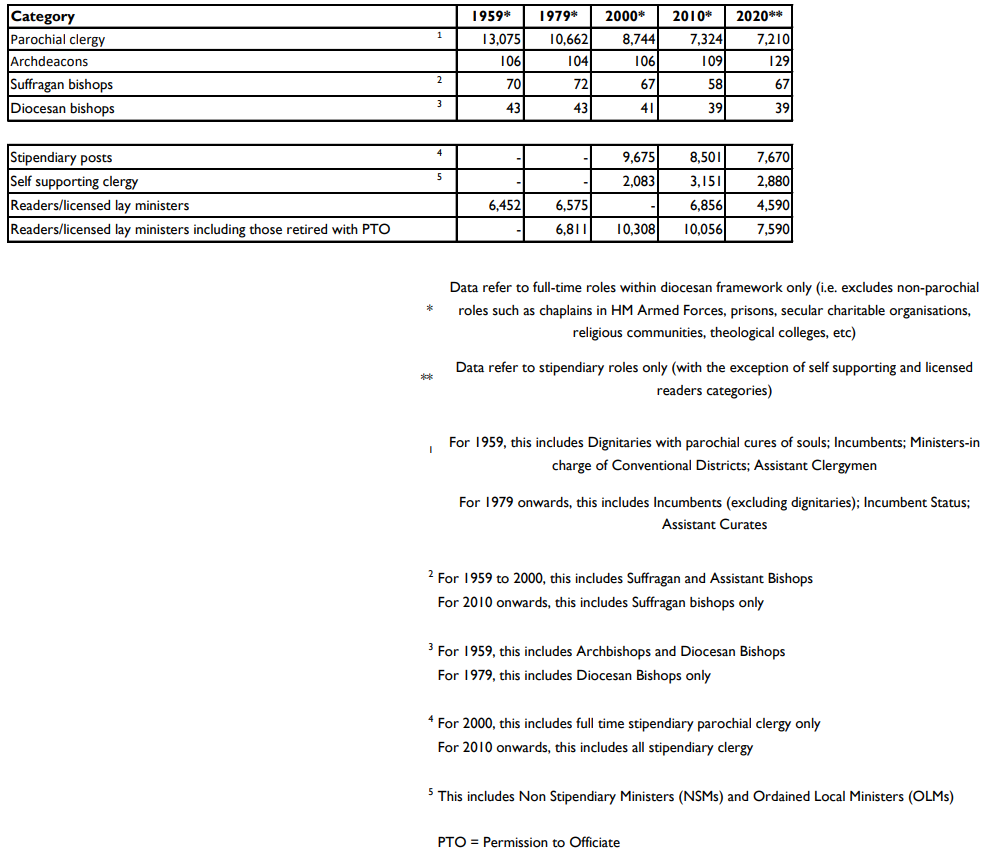 Category 1959* 1979* 2000* 2010* 2020**
Parochial clergy 1 13,075 10,662 8,744 7,324 7,210
Archdeacons 106 104 106 109 129
Suffragan bishops 2 70 72 67 58 67
Diocesan bishops 3 43 43 41 39 39
Stipendiary posts 4 - - 9,675 8,501 7,670
Self supporting clergy 5 - - 2,083 3,151 2,880
Readers/licensed lay ministers 6,452 6,575 - 6,856 4,590
Readers/licensed lay ministers including those retired with PTO - 6,811 10,308 10,056 7,590
Data refer to full-time roles within diocesan framework only (i.e. excludes non-parochial
* roles such as chaplains in HM Armed Forces, prisons, secular charitable organisations,
religious communities, theological colleges, etc)
Data refer to stipendiary roles only (with the exception of self supporting and licensed
**
readers categories)
1 For 1959, this includes Dignitaries with parochial cures of souls; Incumbents; Ministers-in
charge of Conventional Districts; Assistant Clergymen
For 1979 onwards, this includes Incumbents (excluding dignitaries); Incumbent Status;
Assistant Curates
2 For 1959 to 2000, this includes Suffragan and Assistant Bishops
For 2010 onwards, this includes Suffragan bishops only
3 For 1959, this includes Archbishops and Diocesan Bishops
For 1979, this includes Diocesan Bishops only
4 For 2000, this includes full time stipendiary parochial clergy only
For 2010 onwards, this includes all stipendiary clergy
5 This includes Non Stipendiary Ministers (NSMs) and Ordained Local Ministers (OLMs)
PTO = Permission to Officiate